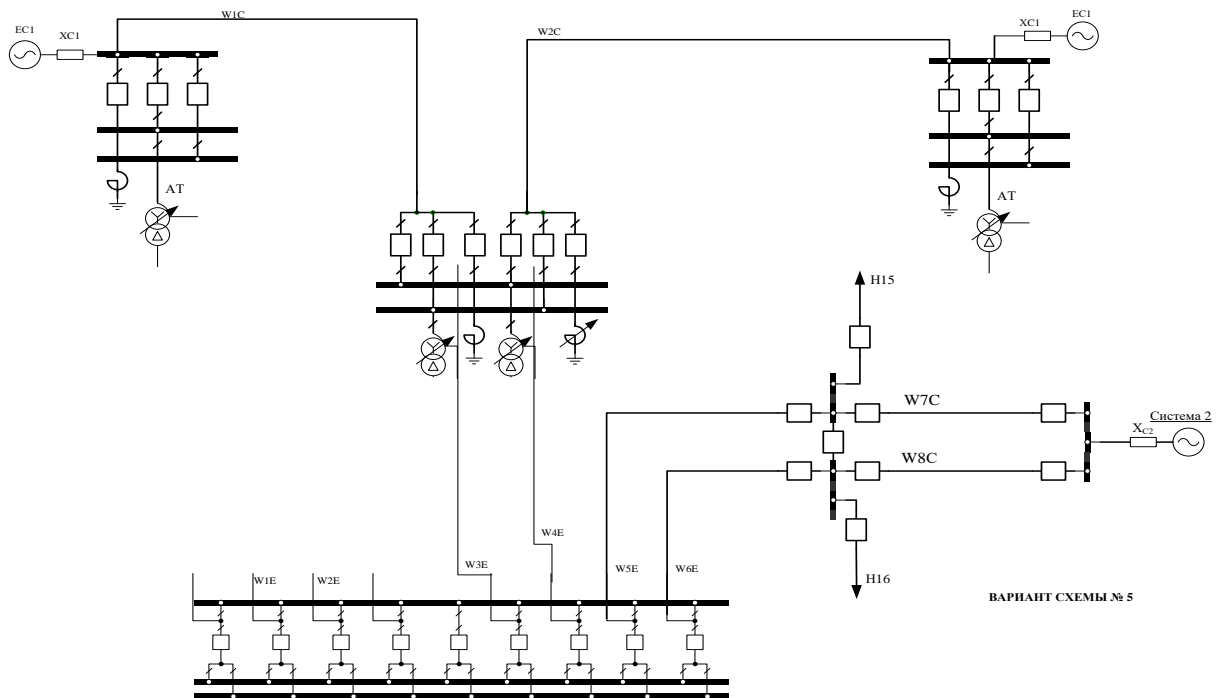 W1C
EC1
XC1
W2C
XC1
EC1
AT
AT
H15
W7C
Система 2
XC2
W8C
W4E
W3E
W5E
W6E
W1E
W2E
H16
ВАРИАНТ СХЕМЫ № 5